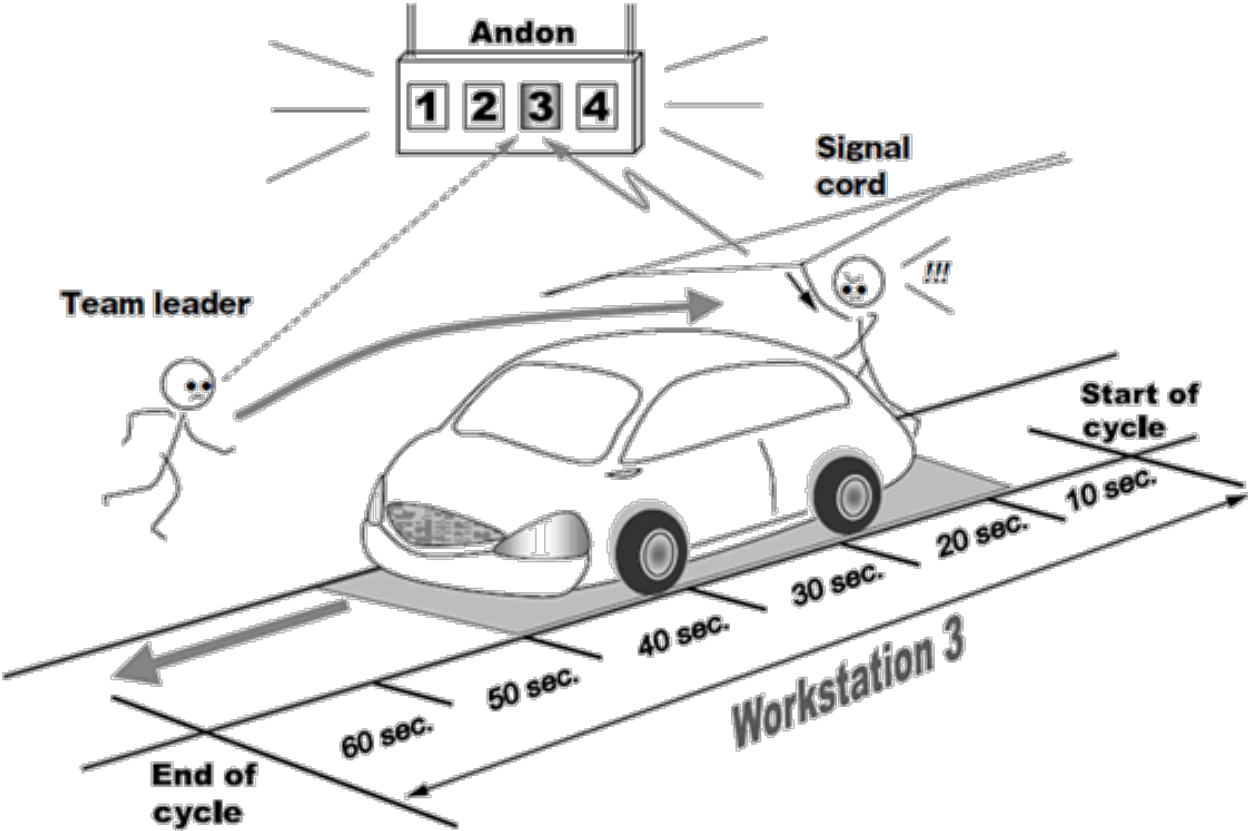 Andon
1 2 3 4
Signal
cord
!!!
Team leader
Start of
cycle
10 sec.
20 sec.
30 sec.
40 sec.
50 sec.
60 sec.
Workstation 3
End of
cycle